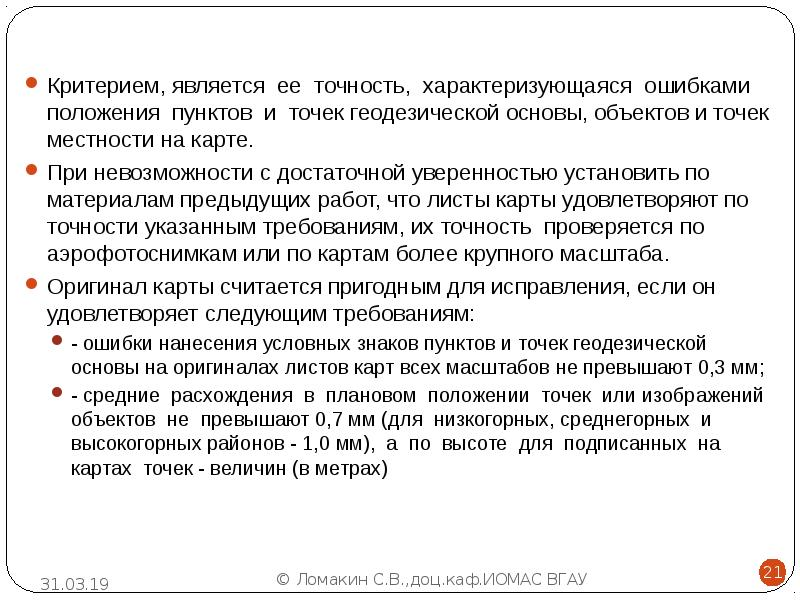 Критерием, является ее точность, характеризующаяся ошибками
положения пунктов и точек геодезической основы, объектов и точек
местности на карте.
При невозможности с достаточной уверенностью установить по
материалам предыдущих работ, что листы карты удовлетворяют по
точности указанным требованиям, их точность проверяется по
аэрофотоснимкам или по картам более крупного масштаба.
Оригинал карты считается пригодным для исправления, если он
удовлетворяет следующим требованиям:
- ошибки нанесения условных знаков пунктов и точек геодезической
основы на оригиналах листов карт всех масштабов не превышают 0,3 мм;
- средние расхождения в плановом положении точек или изображений
объектов не превышают 0,7 мм (для низкогорных, среднегорных и
высокогорных районов - 1,0 мм), а по высоте для подписанных на
картах точек - величин (в метрах)
31.03.19
© Ломакин С.В.,доц.каф.ИОМАС ВГАУ
21